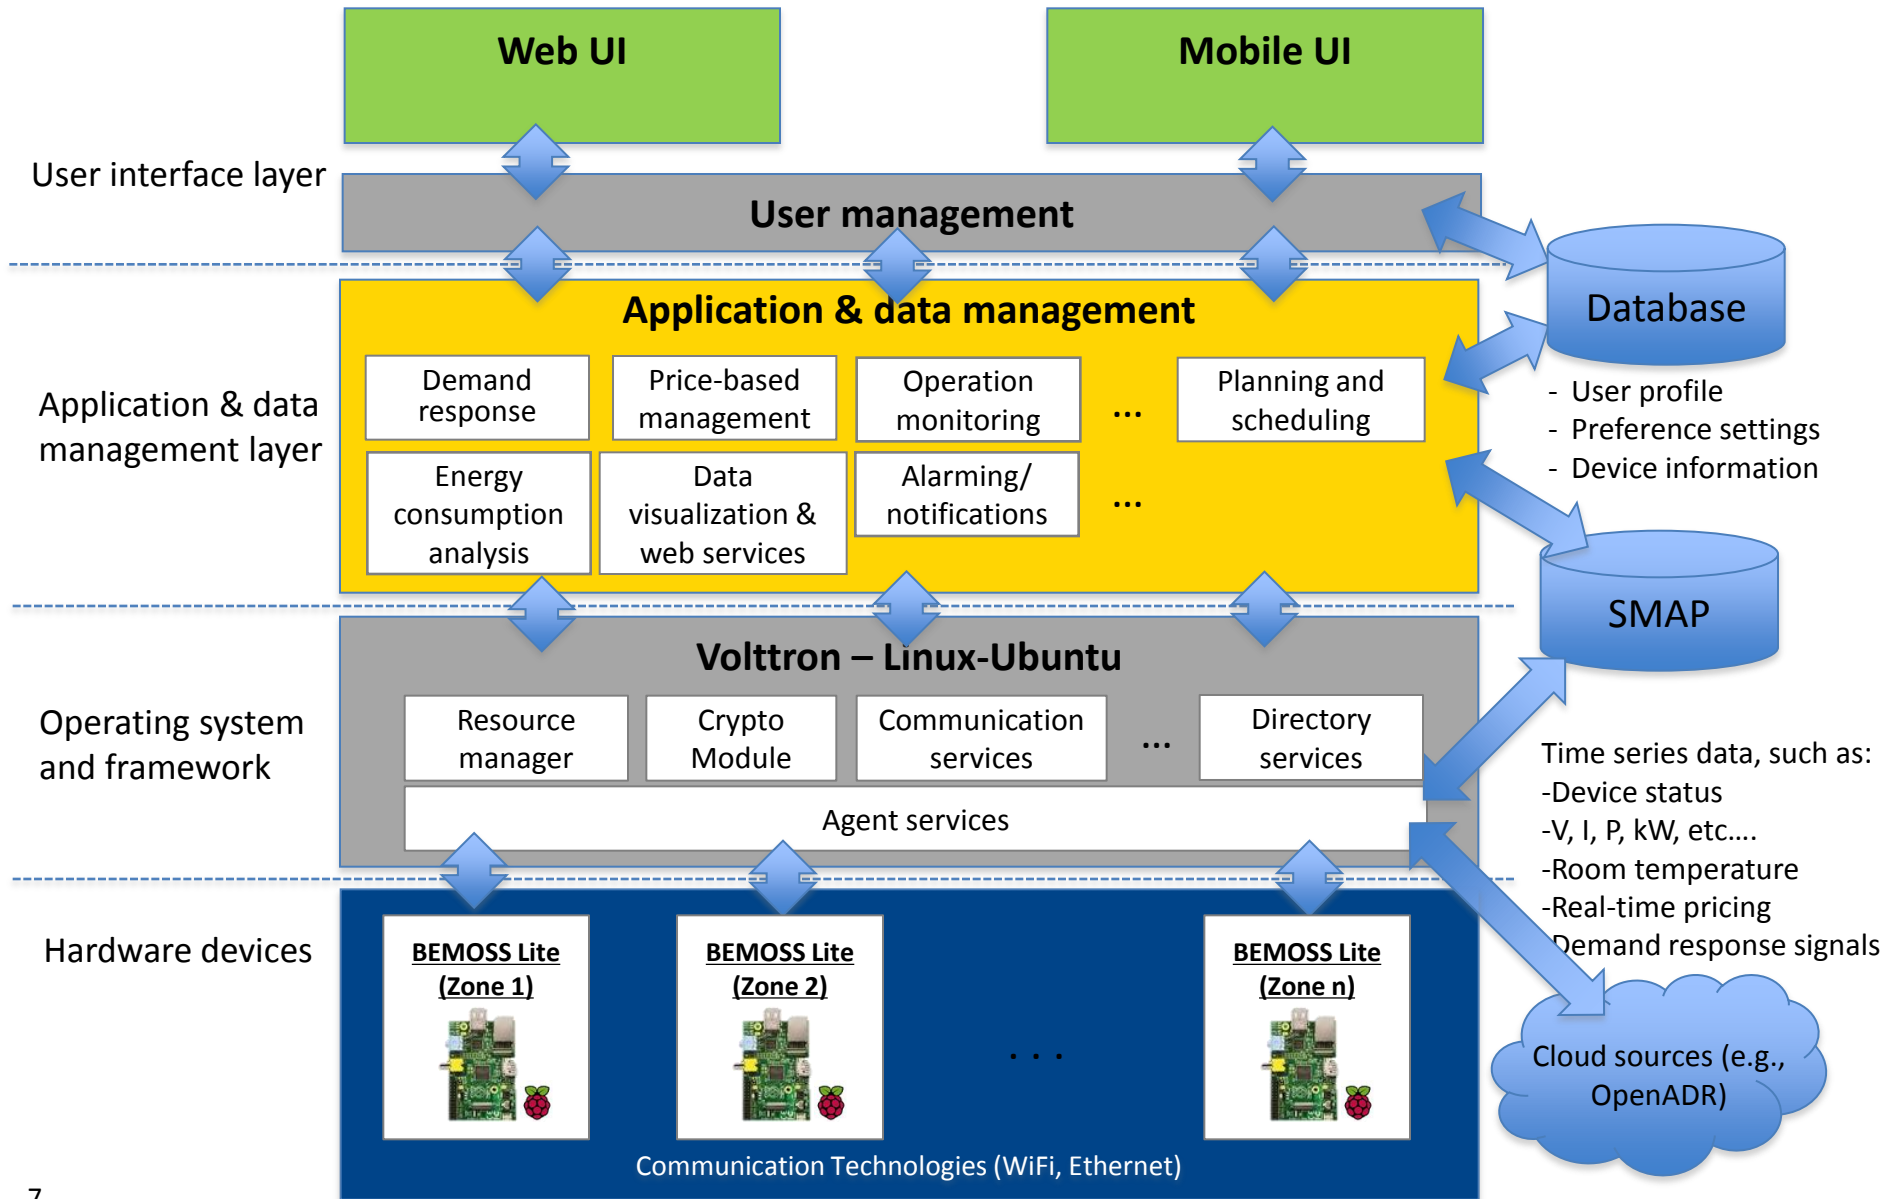 Web UI
Mobile UI
User interface layer
User management
Database
- User profile
- Preference settings
- Device information
Application & data
management layer
Application & data management
Demand
response
Price-based
management
Operation
monitoring
...
Planning and
scheduling
Energy
consumption
analysis
Data
visualization &
web services
Alarming/
notifications
...
SMAP
Time series data, such as:
-Device status
-V, I, P, kW, etc....
-Room temperature
-Real-time pricing
-Demand response signals
Operating system
and framework
Volttron – Linux-Ubuntu
Resource
manager
Crypto
Module
Communication
services
...
Directory
services
Agent services
Cloud sources (e.g.,
OpenADR)
Hardware devices
BEMOSS Lite
(Zone 1)
BEMOSS Lite
(Zone 2)
. . .
BEMOSS Lite
(Zone n)
Communication Technologies (WiFi, Ethernet)
7